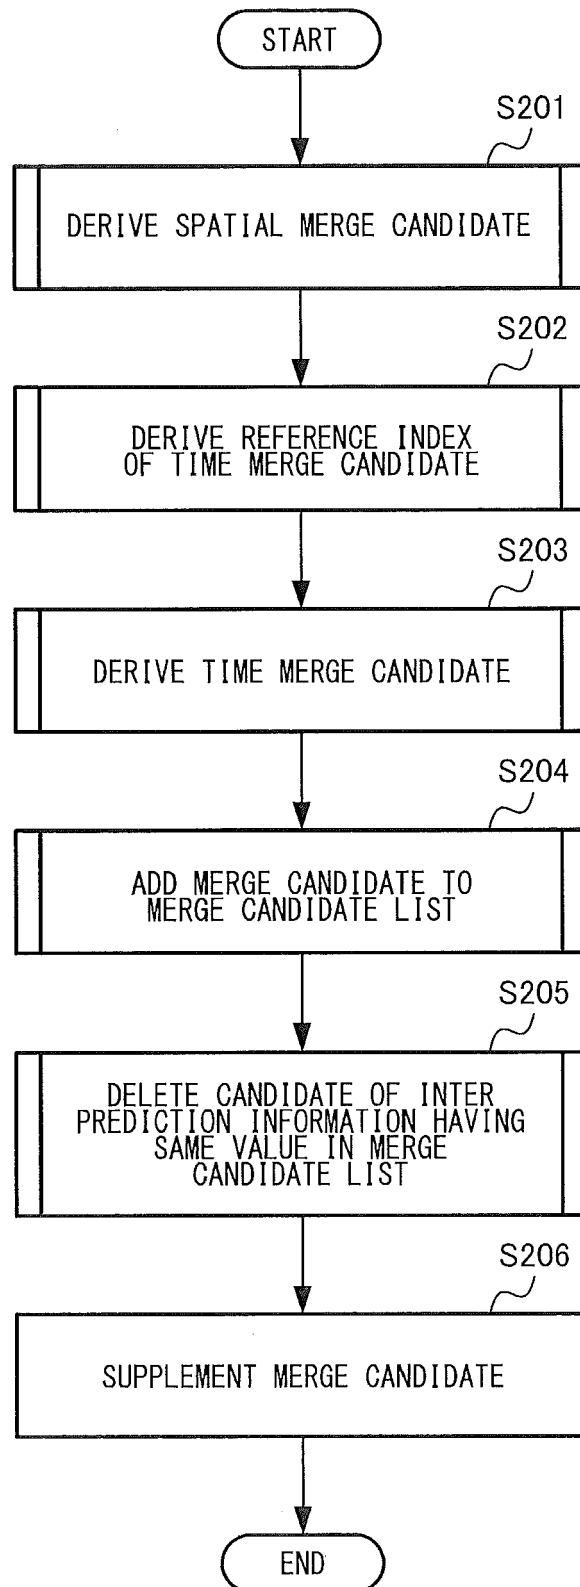 START
S201
DERIVE SPATIAL MERGE CANDIDATE
S202
DERIVE REFERENCE INDEX
OF TIME MERGE CANDIDATE
S203
DERIVE TIME MERGE CANDIDATE
S204
ADD MERGE CANDIDATE TO
MERGE CANDIDATE LIST
S205
DELETE CANDIDATE OF INTER
PREDICTION INFORMATION HAVING
SAME VALUE IN MERGE
CANDIDATE LIST
S206
SUPPLEMENT MERGE CANDIDATE
END